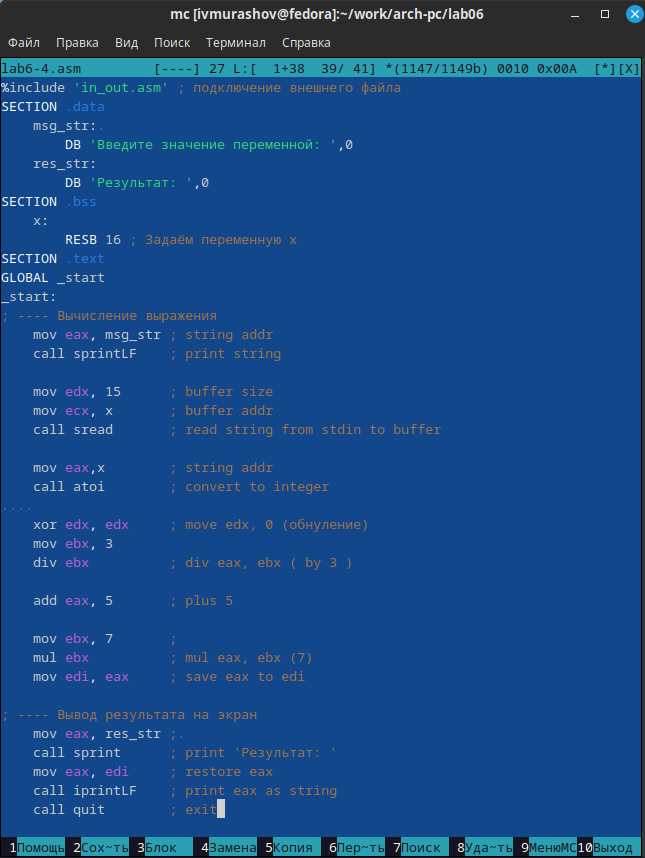 mc [ivmurashov@fedora]:~/work/arch-pc/lab06
Файл Правка Вид Поиск Терминал Справка
lab6-4.asm [----] 27 L:[ 1+38 39/ 41] *(1147/1149b) 0010 0x00A [*][X]
%include 'in_out.asm' ; подключение внешнего файла
SECTION .data
msg_str:.
DB 'Введите значение переменной: ',0
res_str:
DB 'Результат: ',0
SECTION .bss
x:
RESB 16 ; Задаём переменную x
SECTION .text
GLOBAL _start
_start:
; ---- Вычисление выражения
mov eax, msg_str ; string addr
call sprintLF ; print string
mov edx, 15 ; buffer size
mov ecx, x ; buffer addr
call sread ; read string from stdin to buffer
mov eax,x ; string addr
call atoi ; convert to integer
....
xor edx, edx ; move edx, 0 (обнуление)
mov ebx, 3
div ebx ; div eax, ebx ( by 3 )
add eax, 5 ; plus 5
mov ebx, 7 ;
mul ebx ; mul eax, ebx (7)
mov edi, eax ; save eax to edi
; ---- Вывод результата на экран
mov eax, res_str ;.
call sprint ; print 'Результат: '
mov eax, edi ; restore eax
call iprintLF ; print eax as string
call quit ; exit
1Помощь 2Сох~ть 3Блок 4Замена 5Копия 6Пер~ть 7Поиск 8Уда~ть 9МенюMC 10Выход